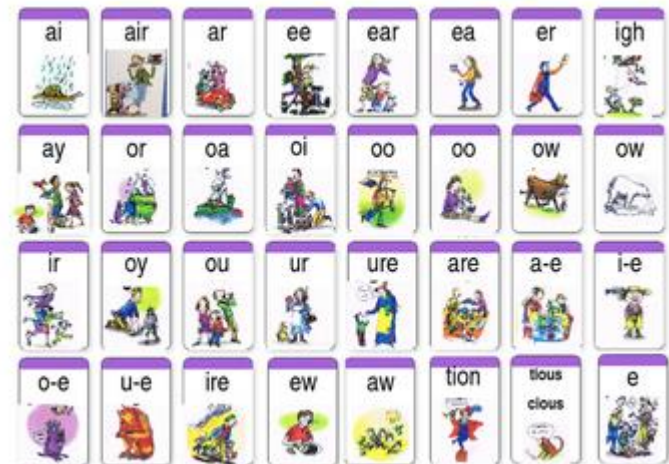 ai air ar ee ear ea er igh
ay or oa oi oo oo ow ow
ir oy ou ur ure are a-e i-e
o-e u-e ire ew aw tion tious e
cious